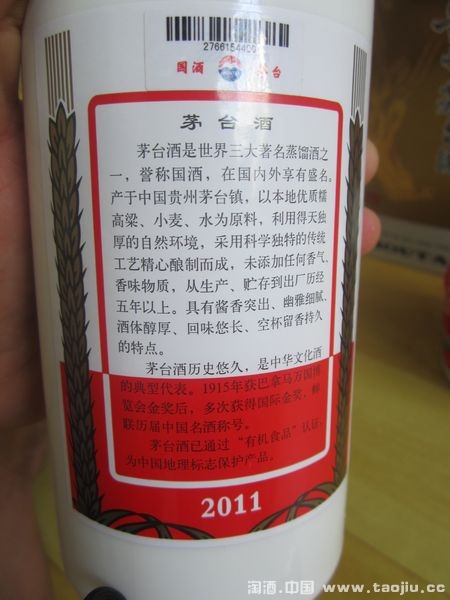 2766154400
国酒 茅台
茅台酒
茅台酒是世界三大著名蒸馏酒之
一，誉称国酒，在国内外享有盛名。
产于中国贵州茅台镇，以本地优质糯
高粱、小麦、水为原料，利用得天独
厚的自然环境，采用科学独特的传统
工艺精心酿制而成，未添加任何香气、
香味物质，从生产、贮存到出厂历经
五年以上。具有酱香突出、幽雅细腻、
酒体醇厚、回味悠长、空杯留香持久
的特点。
茅台酒历史悠久，是中华文化酒
的典型代表。1915年获巴拿马万国博
览会金奖后，多次获得国际金奖，蝉
联历届中国名酒称号。
茅台酒已通过“有机食品”认证，
为中国地理标志保护产品。
2011
淘酒.中国 www.taojiu.cc